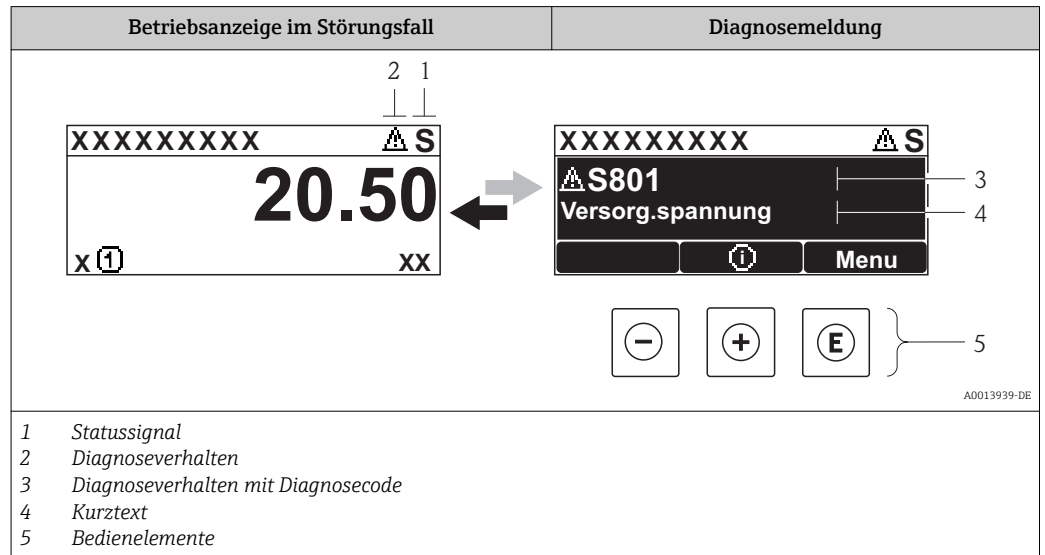 Betriebsanzeige im Störungsfall
Diagnosemeldung
2 1
XXXXXXXXX S
20.50
X 1 XX
XXXXXXXXX S
S801
3
Versorg.spannung
4
i Menu
- + E
5
A0013939-DE
1 Statussignal
2 Diagnoseverhalten
3 Diagnoseverhalten mit Diagnosecode
4 Kurztext
5 Bedienelemente